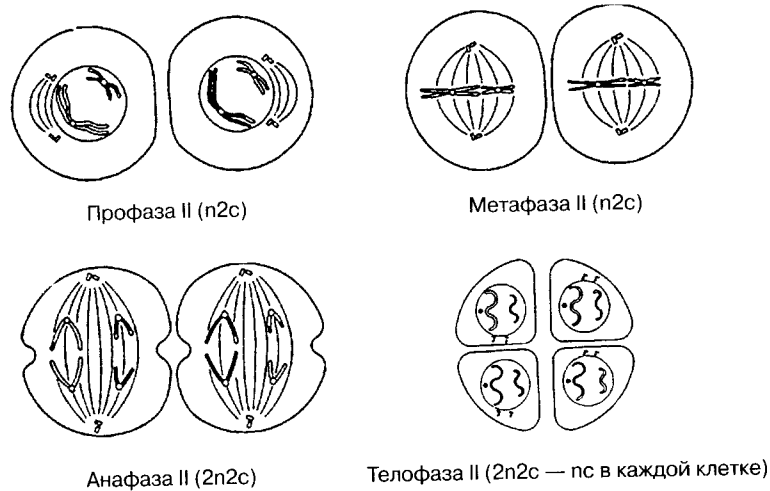 Профаза II (n2c)
Метафаза II (n2c)
Анафаза II (2n2c)
Телофаза II (2n2c — nc в каждой клетке)